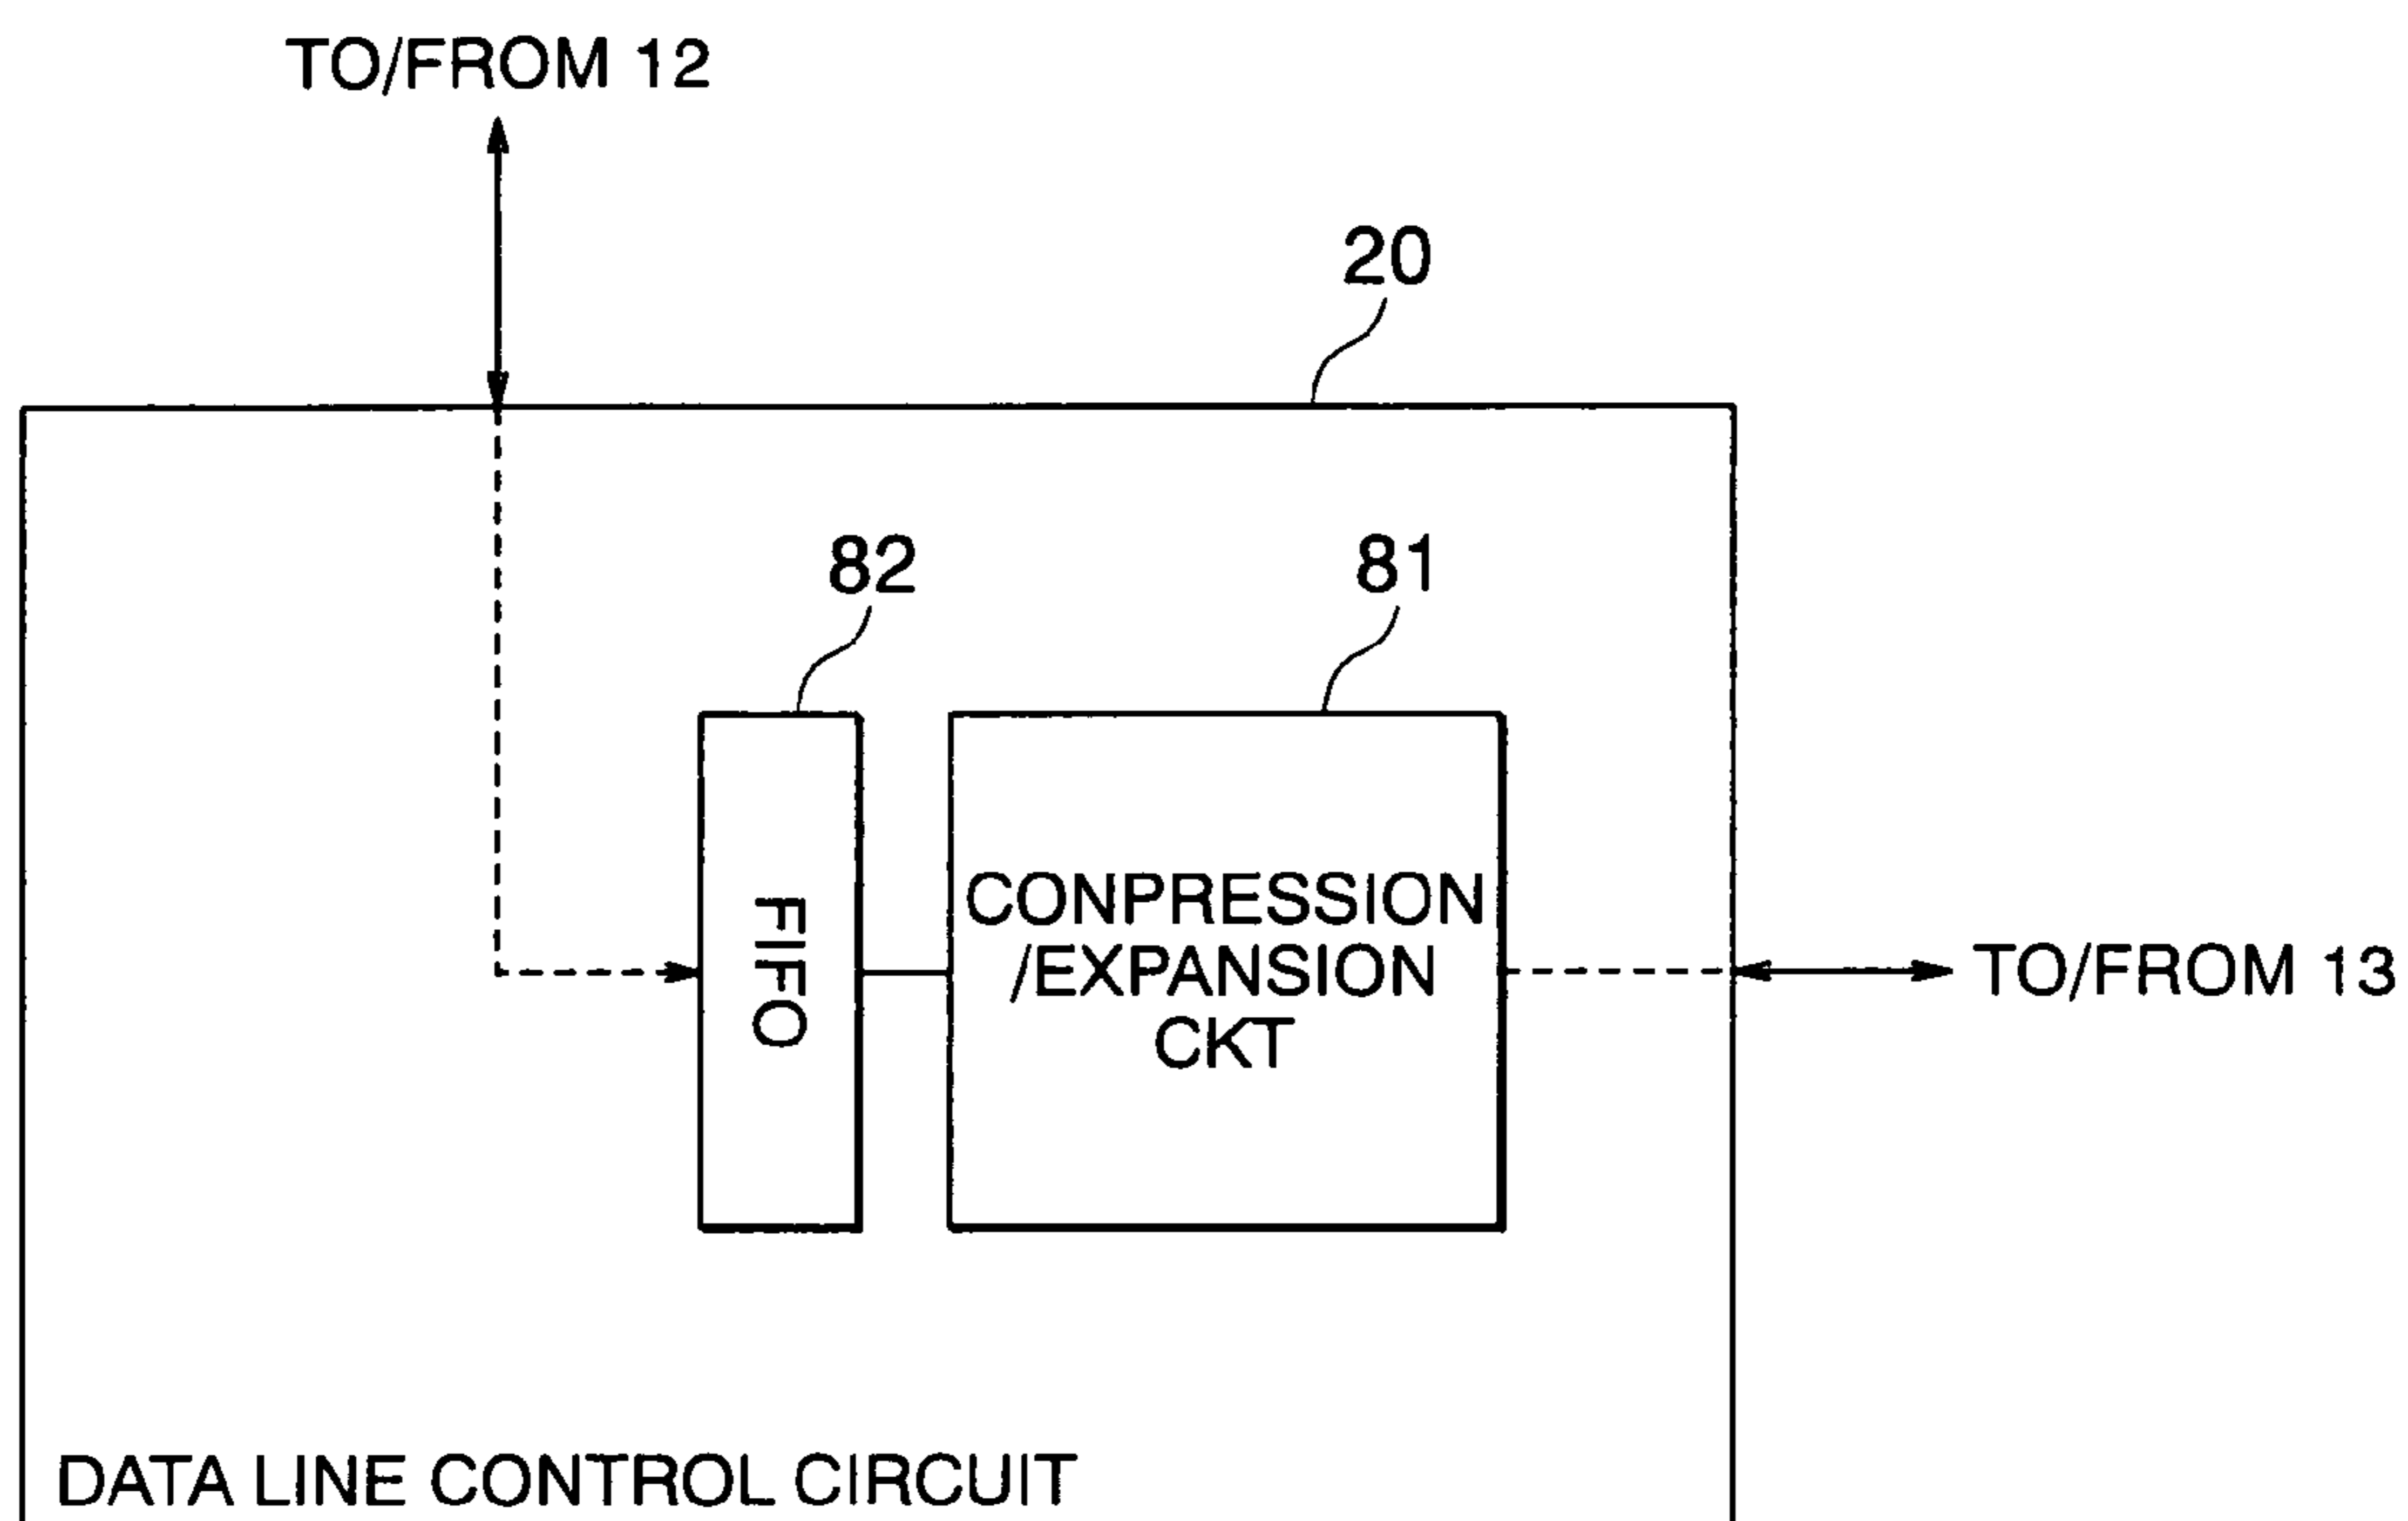 TO/FROM 12
20
82
81
FIFO
CONPRESSION
/EXPANSION
CKT
TO/FROM 13
DATA LINE CONTROL CIRCUIT